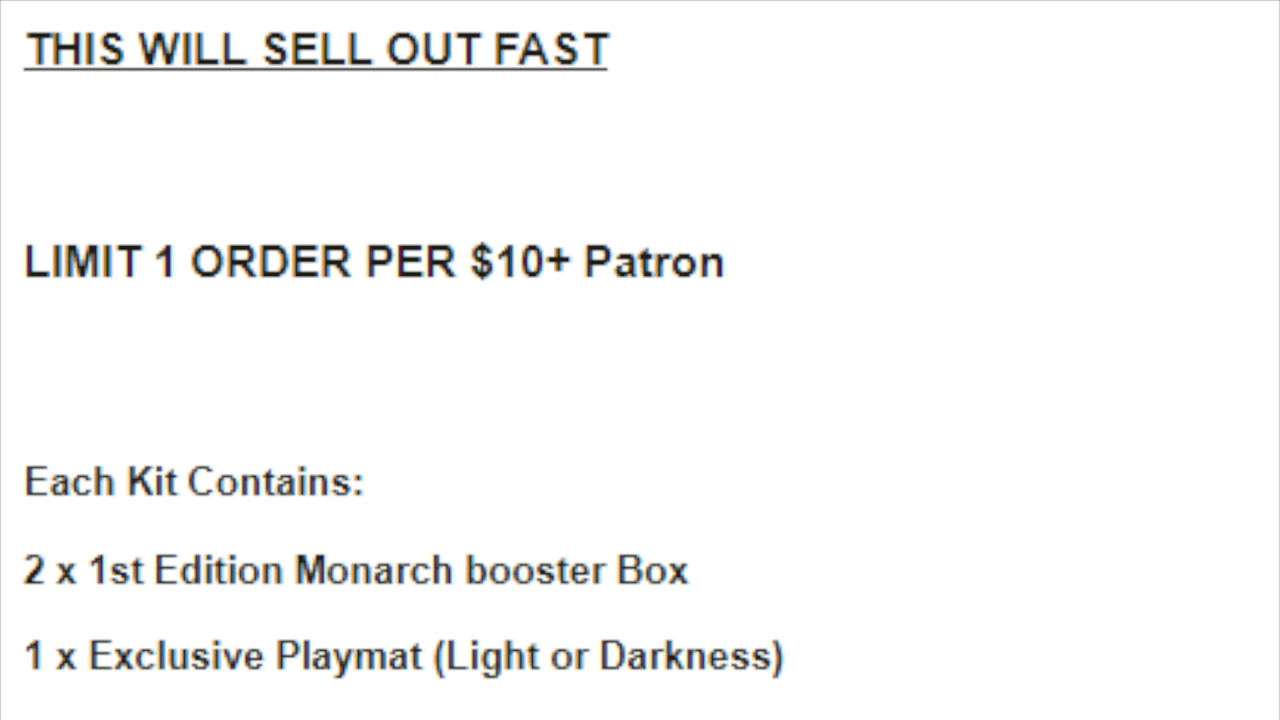 THIS WILL SELL OUT FAST
LIMIT 1 ORDER PER $10+ Patron
Each Kit Contains:
2 x 1st Edition Monarch booster Box
1 x Exclusive Playmat (Light or Darkness)